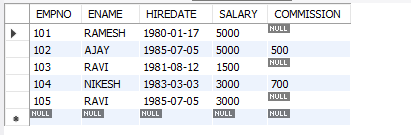 EMPNO ENAME HIREDATE SALARY COMMISSION
101 RAMESH 1980-01-17 5000 NULL
102 AJAY 1985-07-05 5000 500
103 RAVI 1981-08-12 1500 NULL
104 NIKESH 1983-03-03 3000 700
105 RAVI 1985-07-05 3000 NULL
NULL NULL NULL NULL NULL